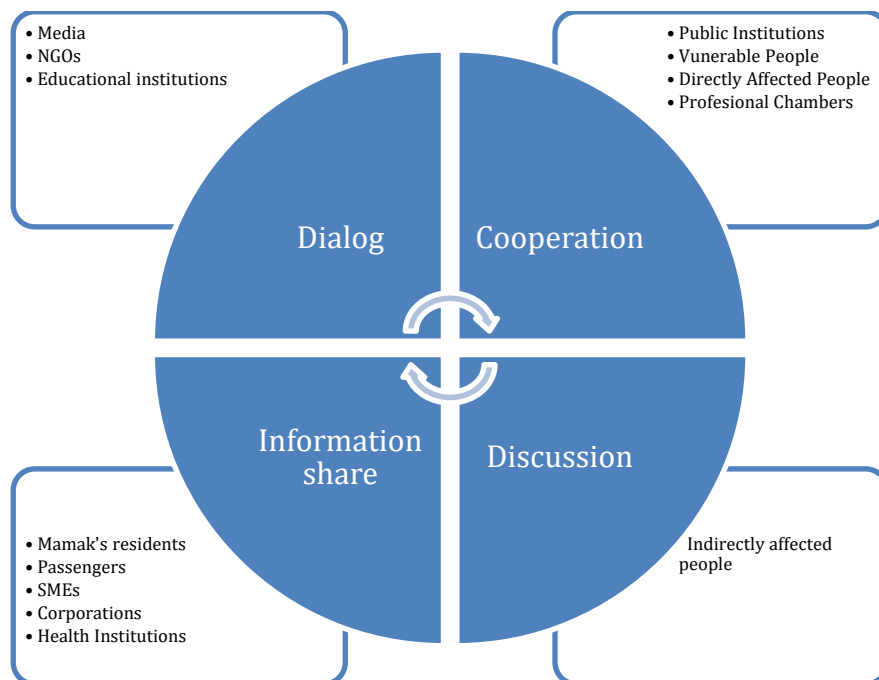 • Media
• NGOs
• Educational institutions
• Public Institutions
• Vunerable People
• Directly Affected People
• Profesional Chambers
Dialog
Cooperation
Information
share
Discussion
• Mamak's residents
• Passengers
• SMEs
• Corporations
• Health Institutions
Indirectly affected
people